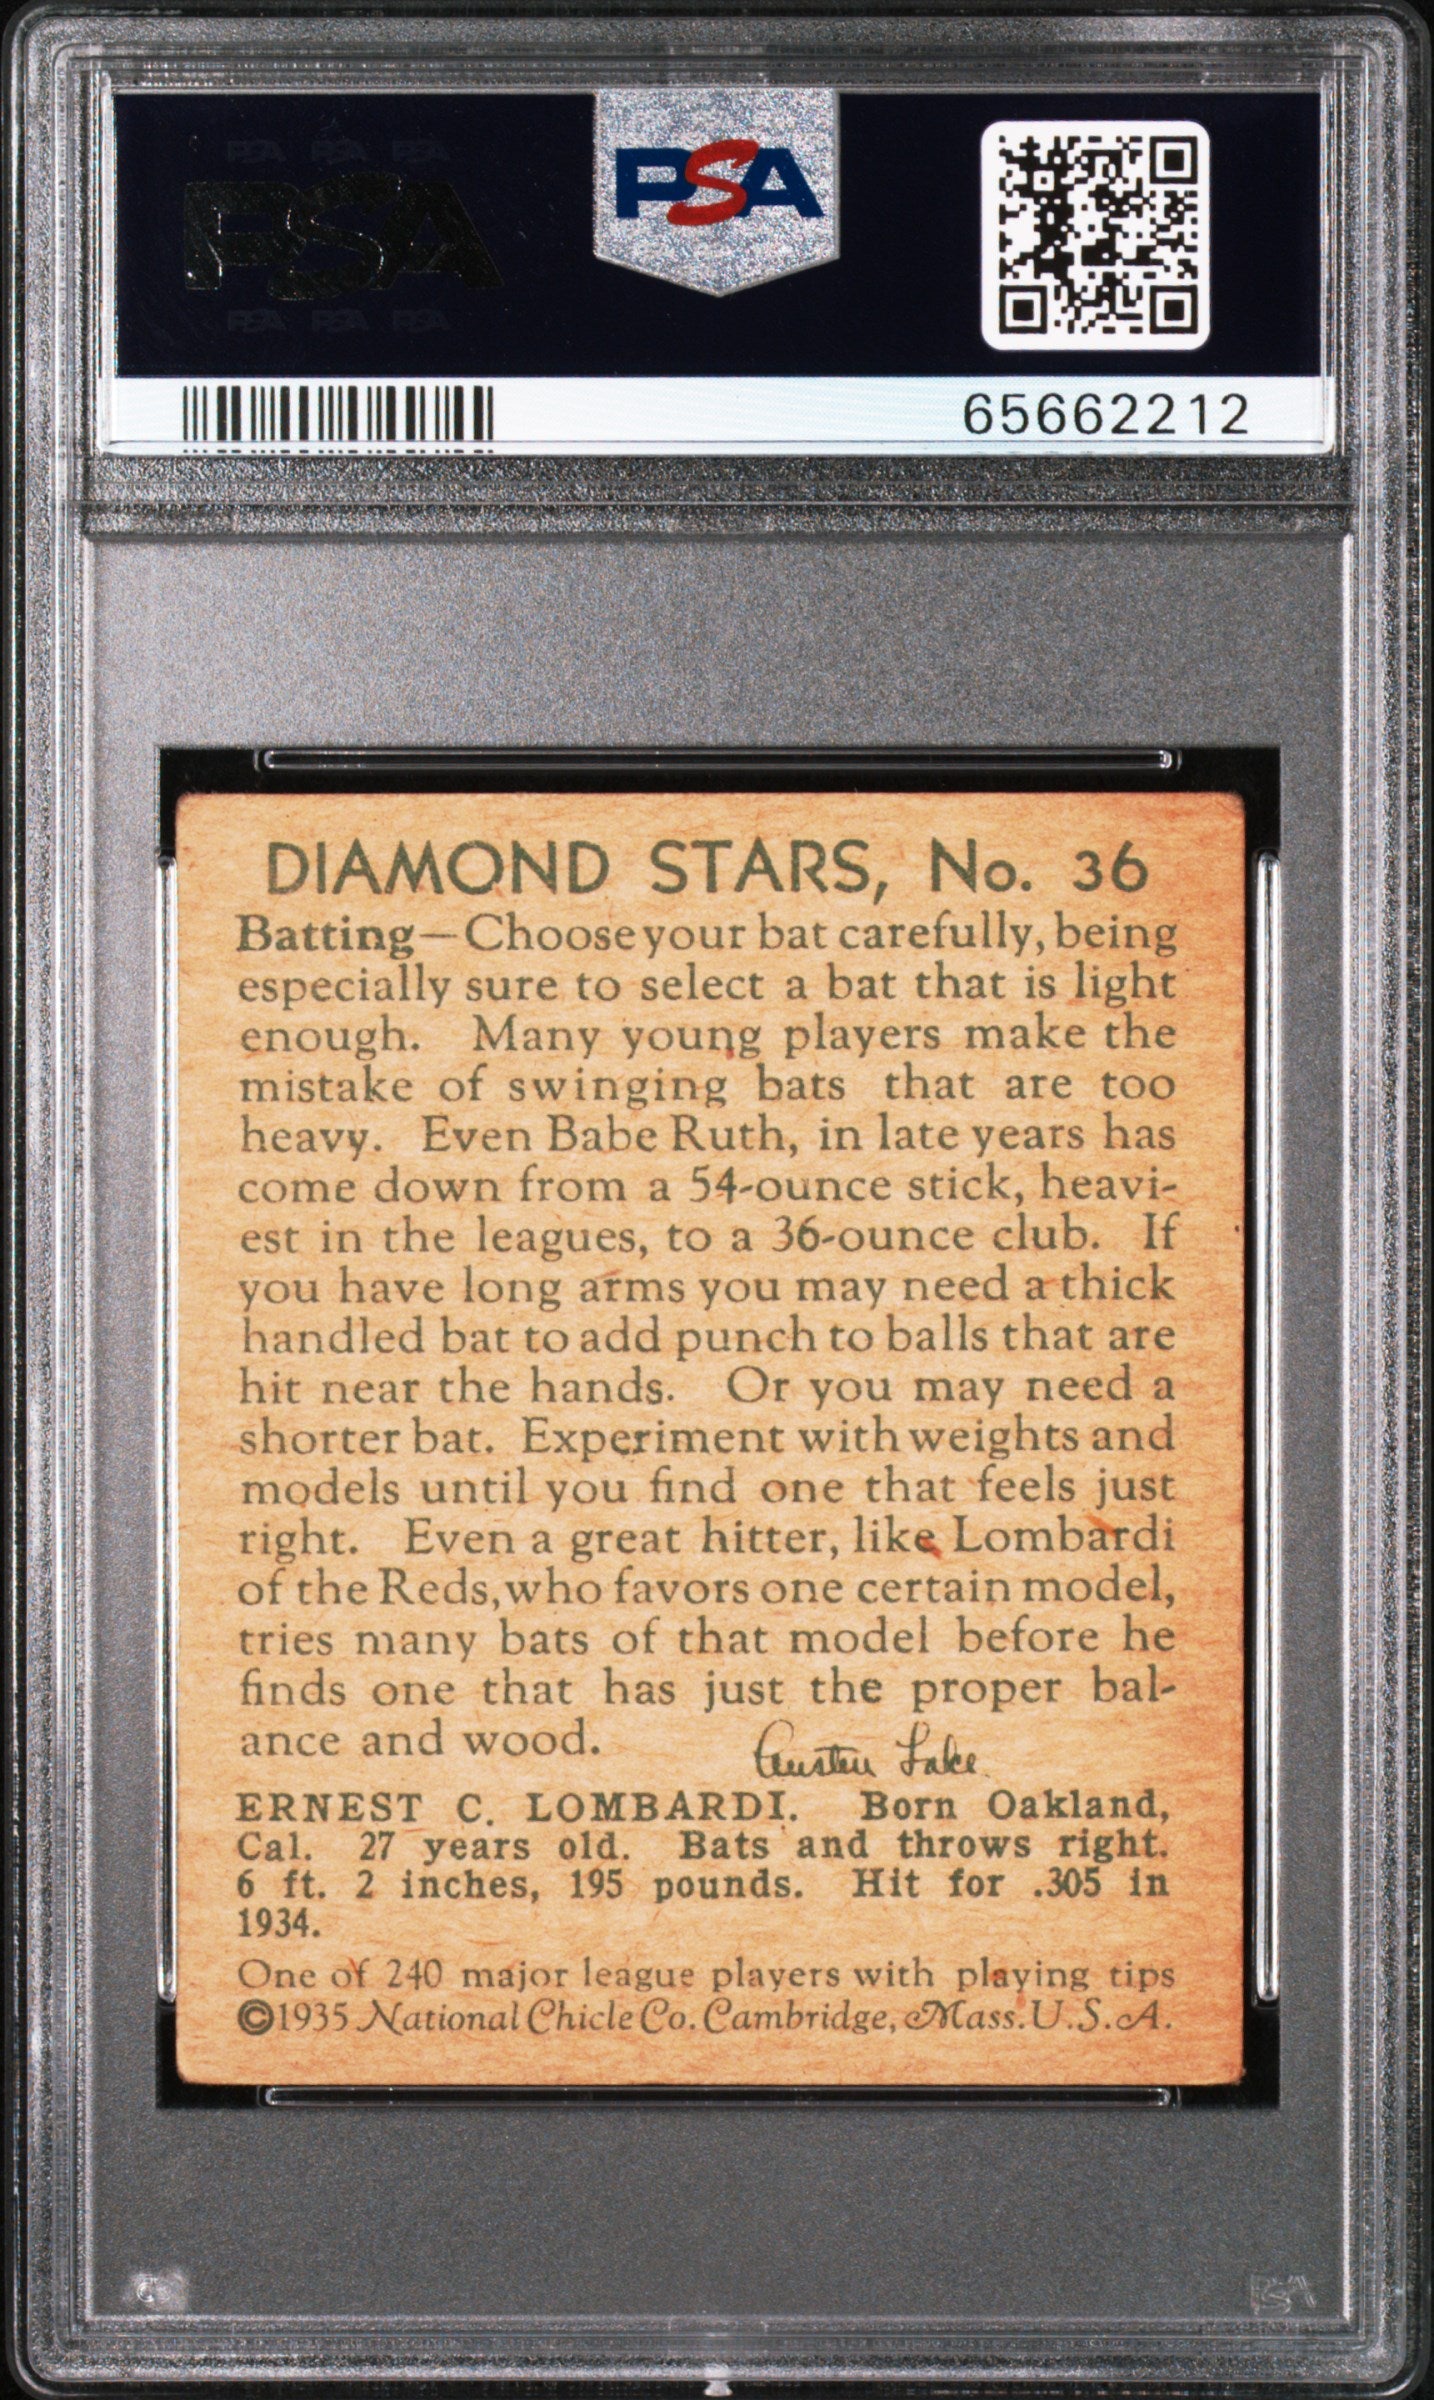 PSA PSA PSA
PSA
PSA PSA PSA
PSA
65662212
DIAMOND STARS, No. 36
Batting—Choose your bat carefully, being
especially sure to select a bat that is light
enough. Many young players make the
mistake of swinging bats that are too
heavy. Even Babe Ruth, in late years has
come down from a 54-ounce stick, heavi-
est in the leagues, to a 36-ounce club. If
you have long arms you may need a thick
handled bat to add punch to balls that are
hit near the hands. Or you may need a
shorter bat. Experiment with weights and
models until you find one that feels just
right. Even a great hitter, like Lombardi
of the Reds, who favors one certain model,
tries many bats of that model before he
finds one that has just the proper bal-
ance and wood.
Austen Lake
ERNEST C. LOMBARDI. Born Oakland,
Cal. 27 years old. Bats and throws right.
6 ft. 2 inches, 195 pounds. Hit for .305 in
1934.
One of 240 major league players with playing tips
©1935 National Chicle Co. Cambridge, Mass. U.S.A.
PSA